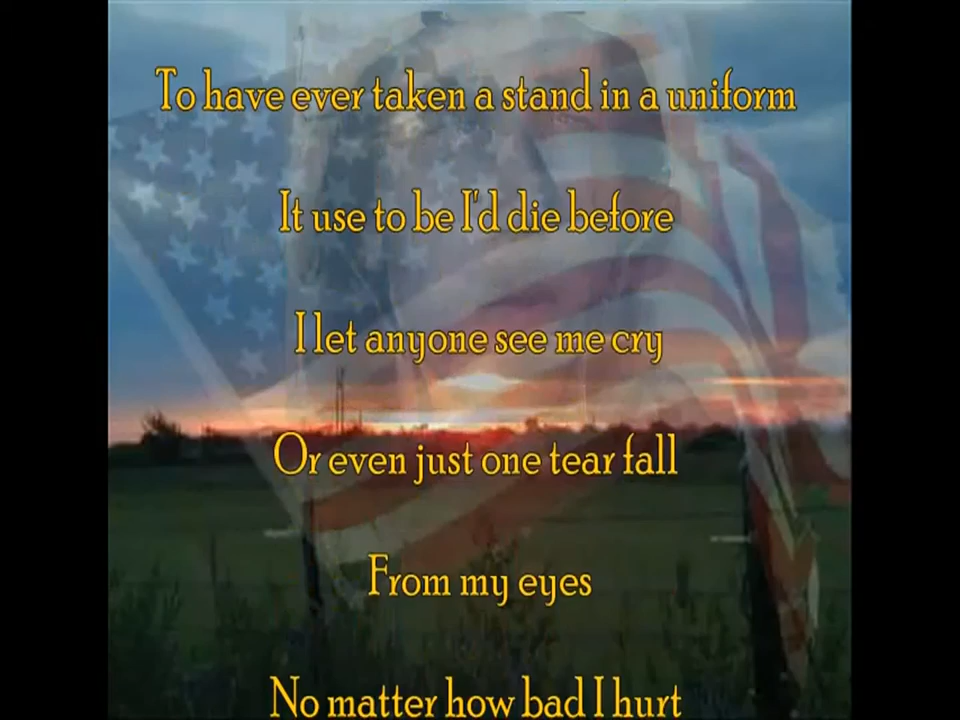 To have ever taken a stand in a uniform
It use to be I'd die before
I let anyone see me cry
Or even just one tear fall
From my eyes
No matter how bad I hurt